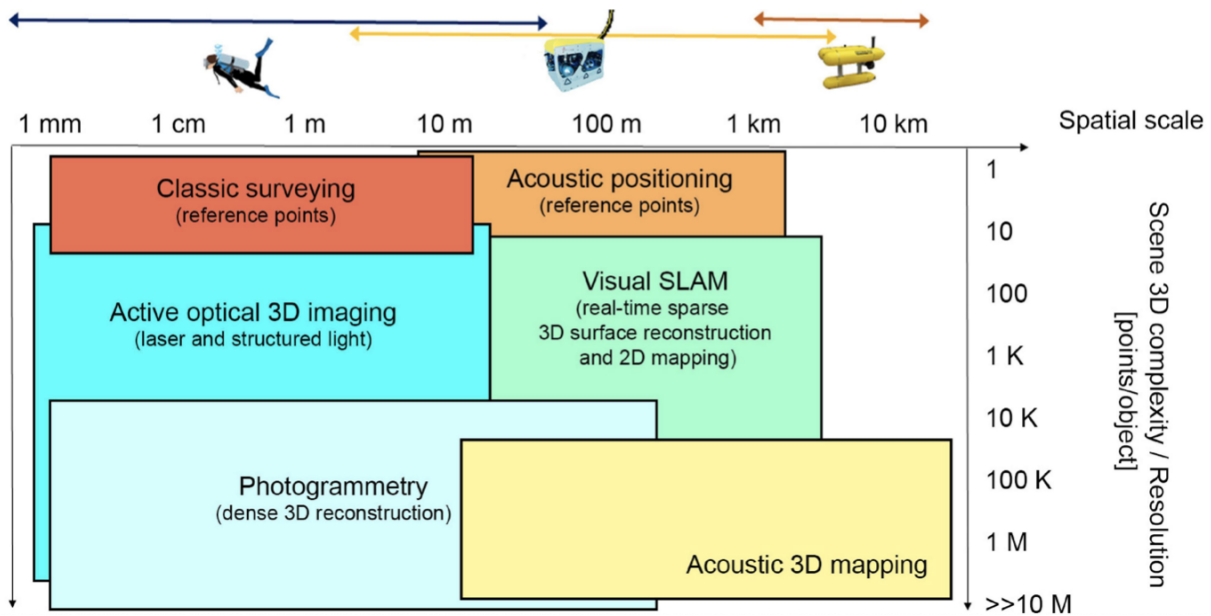 1 mm 1 cm 1 m 10 m 100 m 1 km 10 km Spatial scale
Classic surveying
(reference points)
Acoustic positioning
(reference points)
Active optical 3D imaging
(laser and structured light)
Visual SLAM
(real-time sparse
3D surface reconstruction
and 2D mapping)
Photogrammetry
(dense 3D reconstruction)
Acoustic 3D mapping
1
10
100
1 K
10 K
100 K
1 M
>>10 M
Scene 3D complexity / Resolution
[points/object]